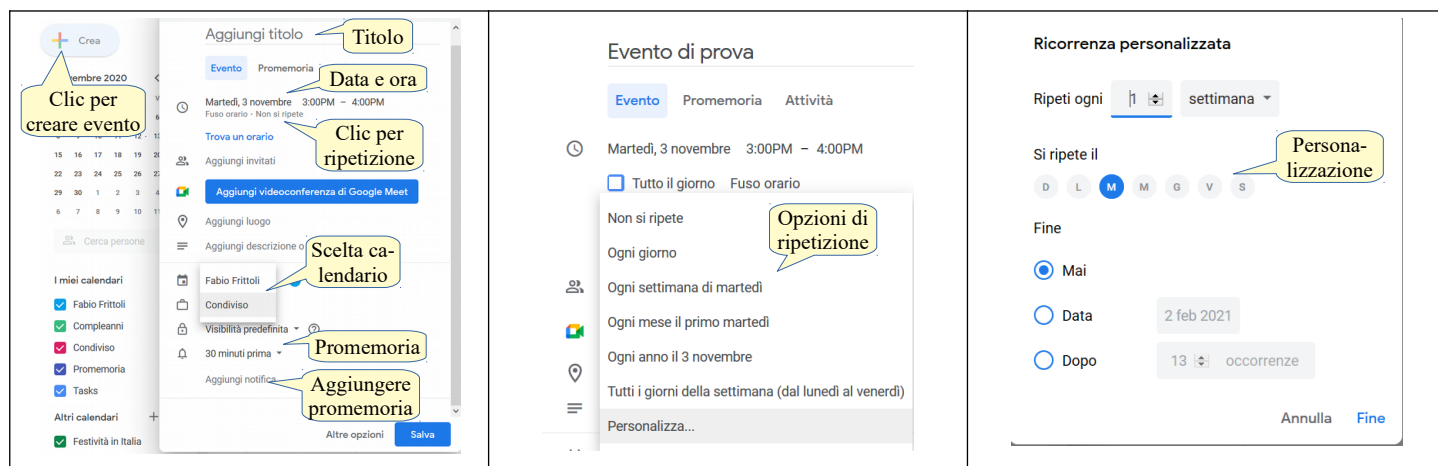 Crea
Aggiungi titolo
Titolo
Evento Promemoria
Data e ora
embre 2020
Clic per
creare evento
Martedì, 3 novembre 3:00PM – 4:00PM
Fuso orario - Non si ripete
Trova un orario
Clic per
ripetizione
Aggiungi invitati
15 16 17 18 19 20
22 23 24 25 26 27
29 30 1 2 3 4
6 7 8 9 10 11
Aggiungi videoconferenza di Google Meet
Aggiungi luogo
Cerca persone
Aggiungi descrizione o
Scelta ca-
lendario
I miei calendari
Fabio Frittoli
Compleanni
Condiviso
Promemoria
Tasks
Altri calendari +
Festività in Italia
Fabio Frittoli
Condiviso
Visibilità predefinita
30 minuti prima
Promemoria
Aggiungi notifica
Aggiungere
promemoria
Altre opzioni Salva
Evento di prova
Evento Promemoria Attività
Martedì, 3 novembre 3:00PM – 4:00PM
Tutto il giorno Fuso orario
Non si ripete
Opzioni di
ripetizione
Ogni giorno
Ogni settimana di martedì
Ogni mese il primo martedì
Ogni anno il 3 novembre
Tutti i giorni della settimana (dal lunedì al venerdì)
Personalizza...
Ricorrenza personalizzata
Ripeti ogni 1 settimana
Si ripete il
Persona-
lizzazione
D L M M G V S
Fine
Mai
Data 2 feb 2021
Dopo 13 occorrenze
Annulla Fine